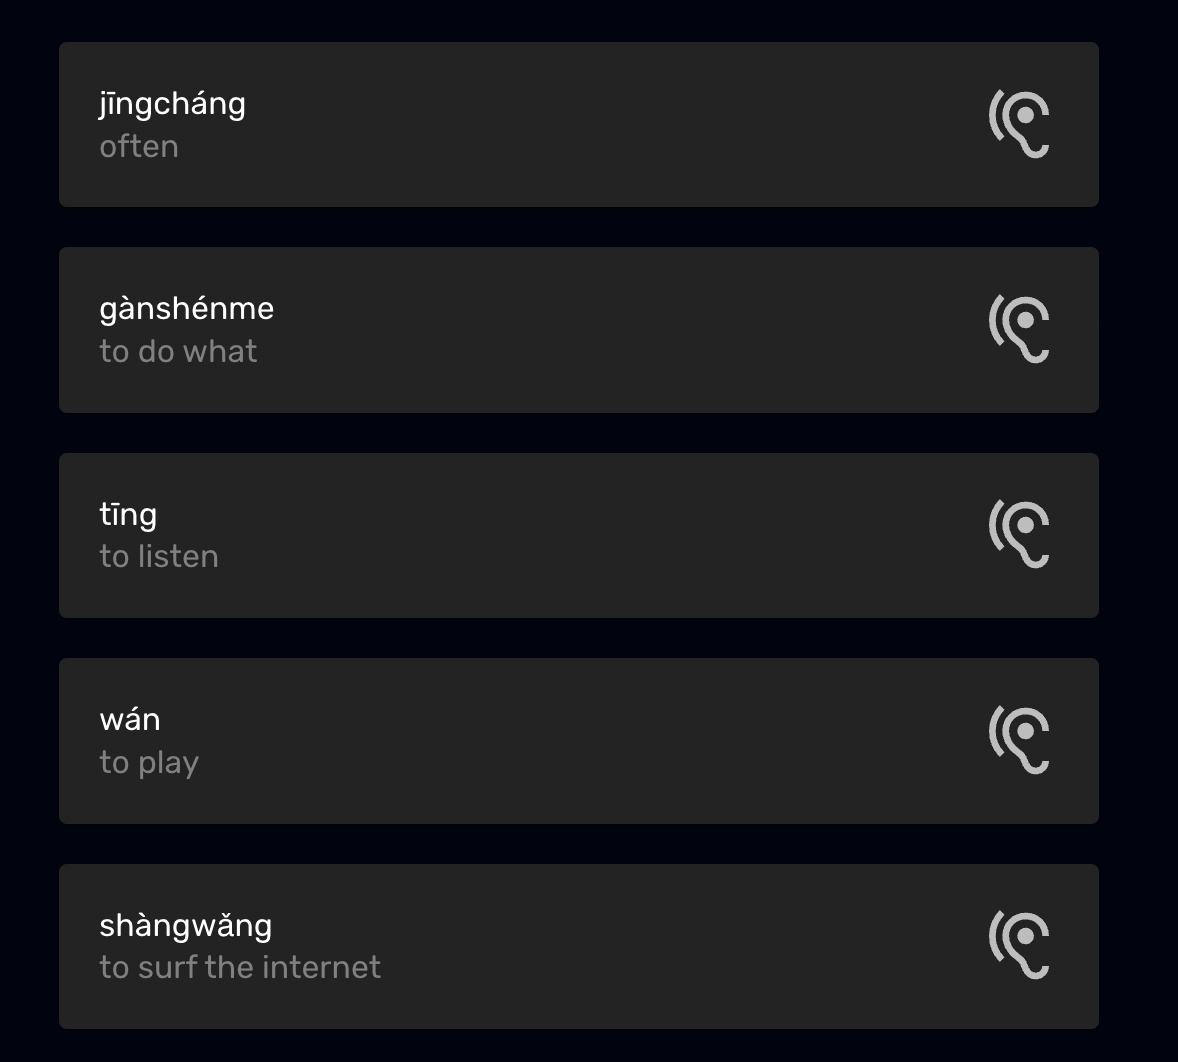 jīngcháng
often
gànshénme
to do what
tīng
to listen
wán
to play
shàngwǎng
to surf the internet